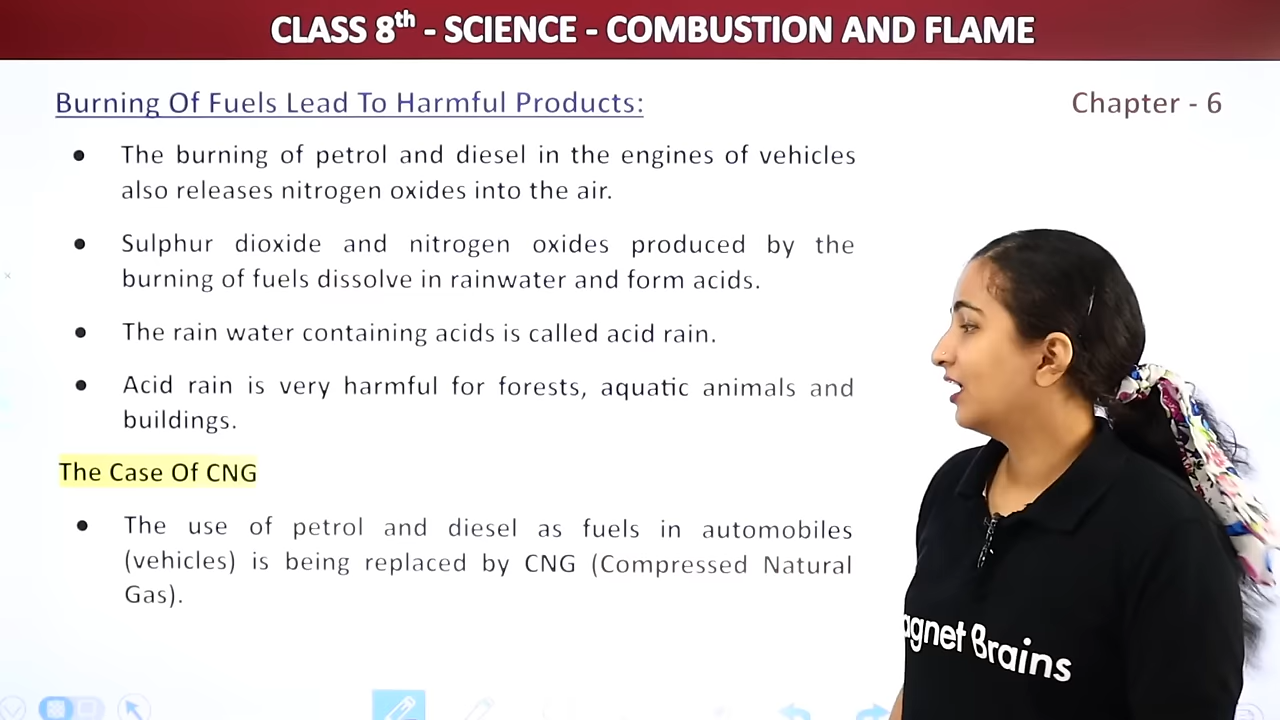 CLASS 8th - SCIENCE - COMBUSTION AND FLAME
Burning Of Fuels Lead To Harmful Products:
Chapter - 6
• The burning of petrol and diesel in the engines of vehicles
also releases nitrogen oxides into the air.
• Sulphur dioxide and nitrogen oxides produced by the
burning of fuels dissolve in rainwater and form acids.
• The rain water containing acids is called acid rain.
• Acid rain is very harmful for forests, aquatic animals and
buildings.
The Case Of CNG
• The use of petrol and diesel as fuels in automobiles
(vehicles) is being replaced by CNG (Compressed Natural
Gas).
agnet Brains